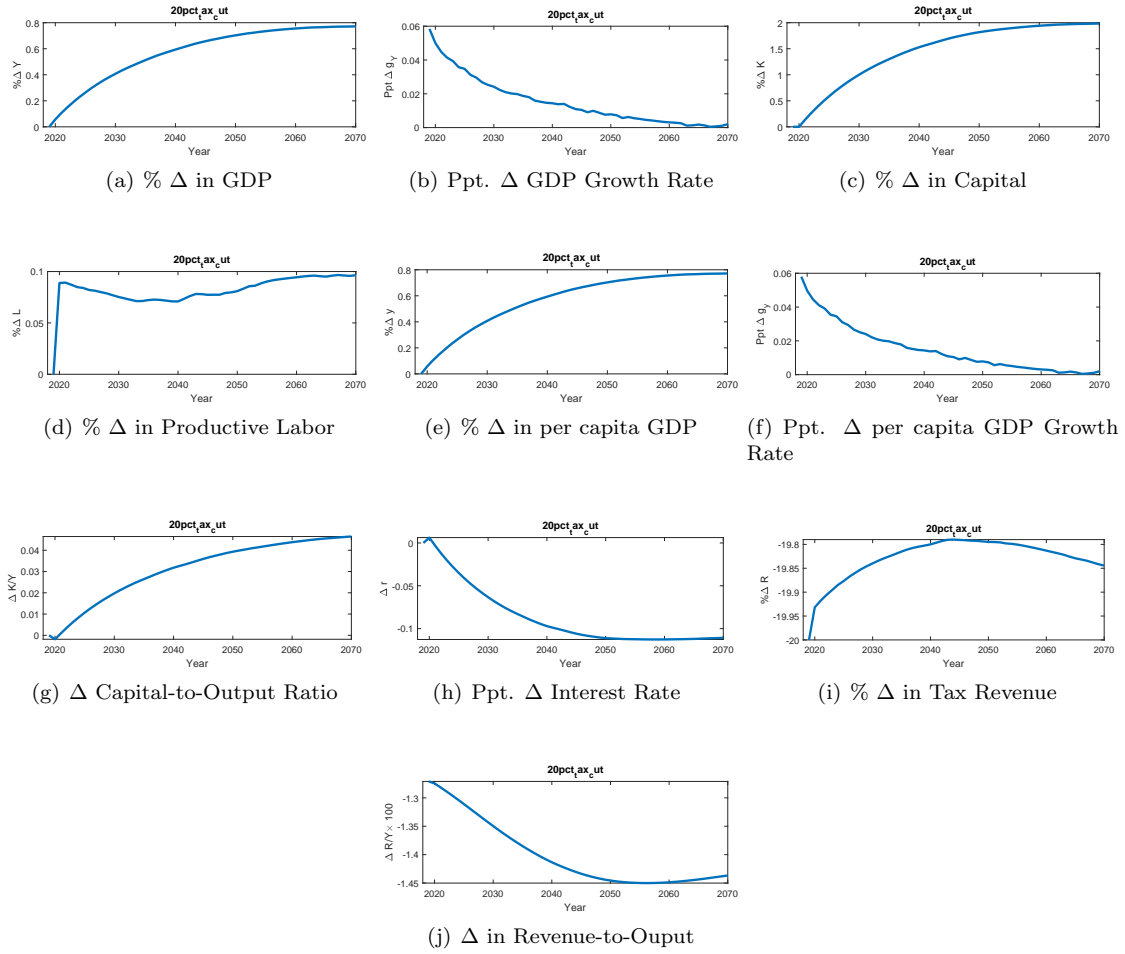 20pct_tax_cut
%Δ Y
0.8
0.6
0.4
0.2
0
2020 2030 2040 2050 2060 2070
Year
(a) % Δ in GDP
20pct_tax_cut
Ppt Δ g_Y
0.06
0.04
0.02
0
2020 2030 2040 2050 2060 2070
Year
(b) Ppt. Δ GDP Growth Rate
20pct_tax_cut
%Δ K
2
1.5
1
0.5
0
2020 2030 2040 2050 2060 2070
Year
(c) % Δ in Capital
20pct_tax_cut
%Δ L
0.1
0.05
0
2020 2030 2040 2050 2060 2070
Year
(d) % Δ in Productive Labor
20pct_tax_cut
%Δ y
0.8
0.6
0.4
0.2
0
2020 2030 2040 2050 2060 2070
Year
(e) % Δ in per capita GDP
20pct_tax_cut
Ppt Δ g_y
0.06
0.04
0.02
0
2020 2030 2040 2050 2060 2070
Year
(f) Ppt. Δ per capita GDP Growth
Rate
20pct_tax_cut
Δ K/Y
0.04
0.03
0.02
0.01
0
2020 2030 2040 2050 2060 2070
Year
(g) Δ Capital-to-Output Ratio
20pct_tax_cut
Δ r
0
-0.05
-0.1
2020 2030 2040 2050 2060 2070
Year
(h) Ppt. Δ Interest Rate
20pct_tax_cut
%Δ R
-19.8
-19.85
-19.9
-19.95
-20
2020 2030 2040 2050 2060 2070
Year
(i) % Δ in Tax Revenue
20pct_tax_cut
Δ R/Y× 100
-1.3
-1.35
-1.4
-1.45
2020 2030 2040 2050 2060 2070
Year
(j) Δ in Revenue-to-Ouput